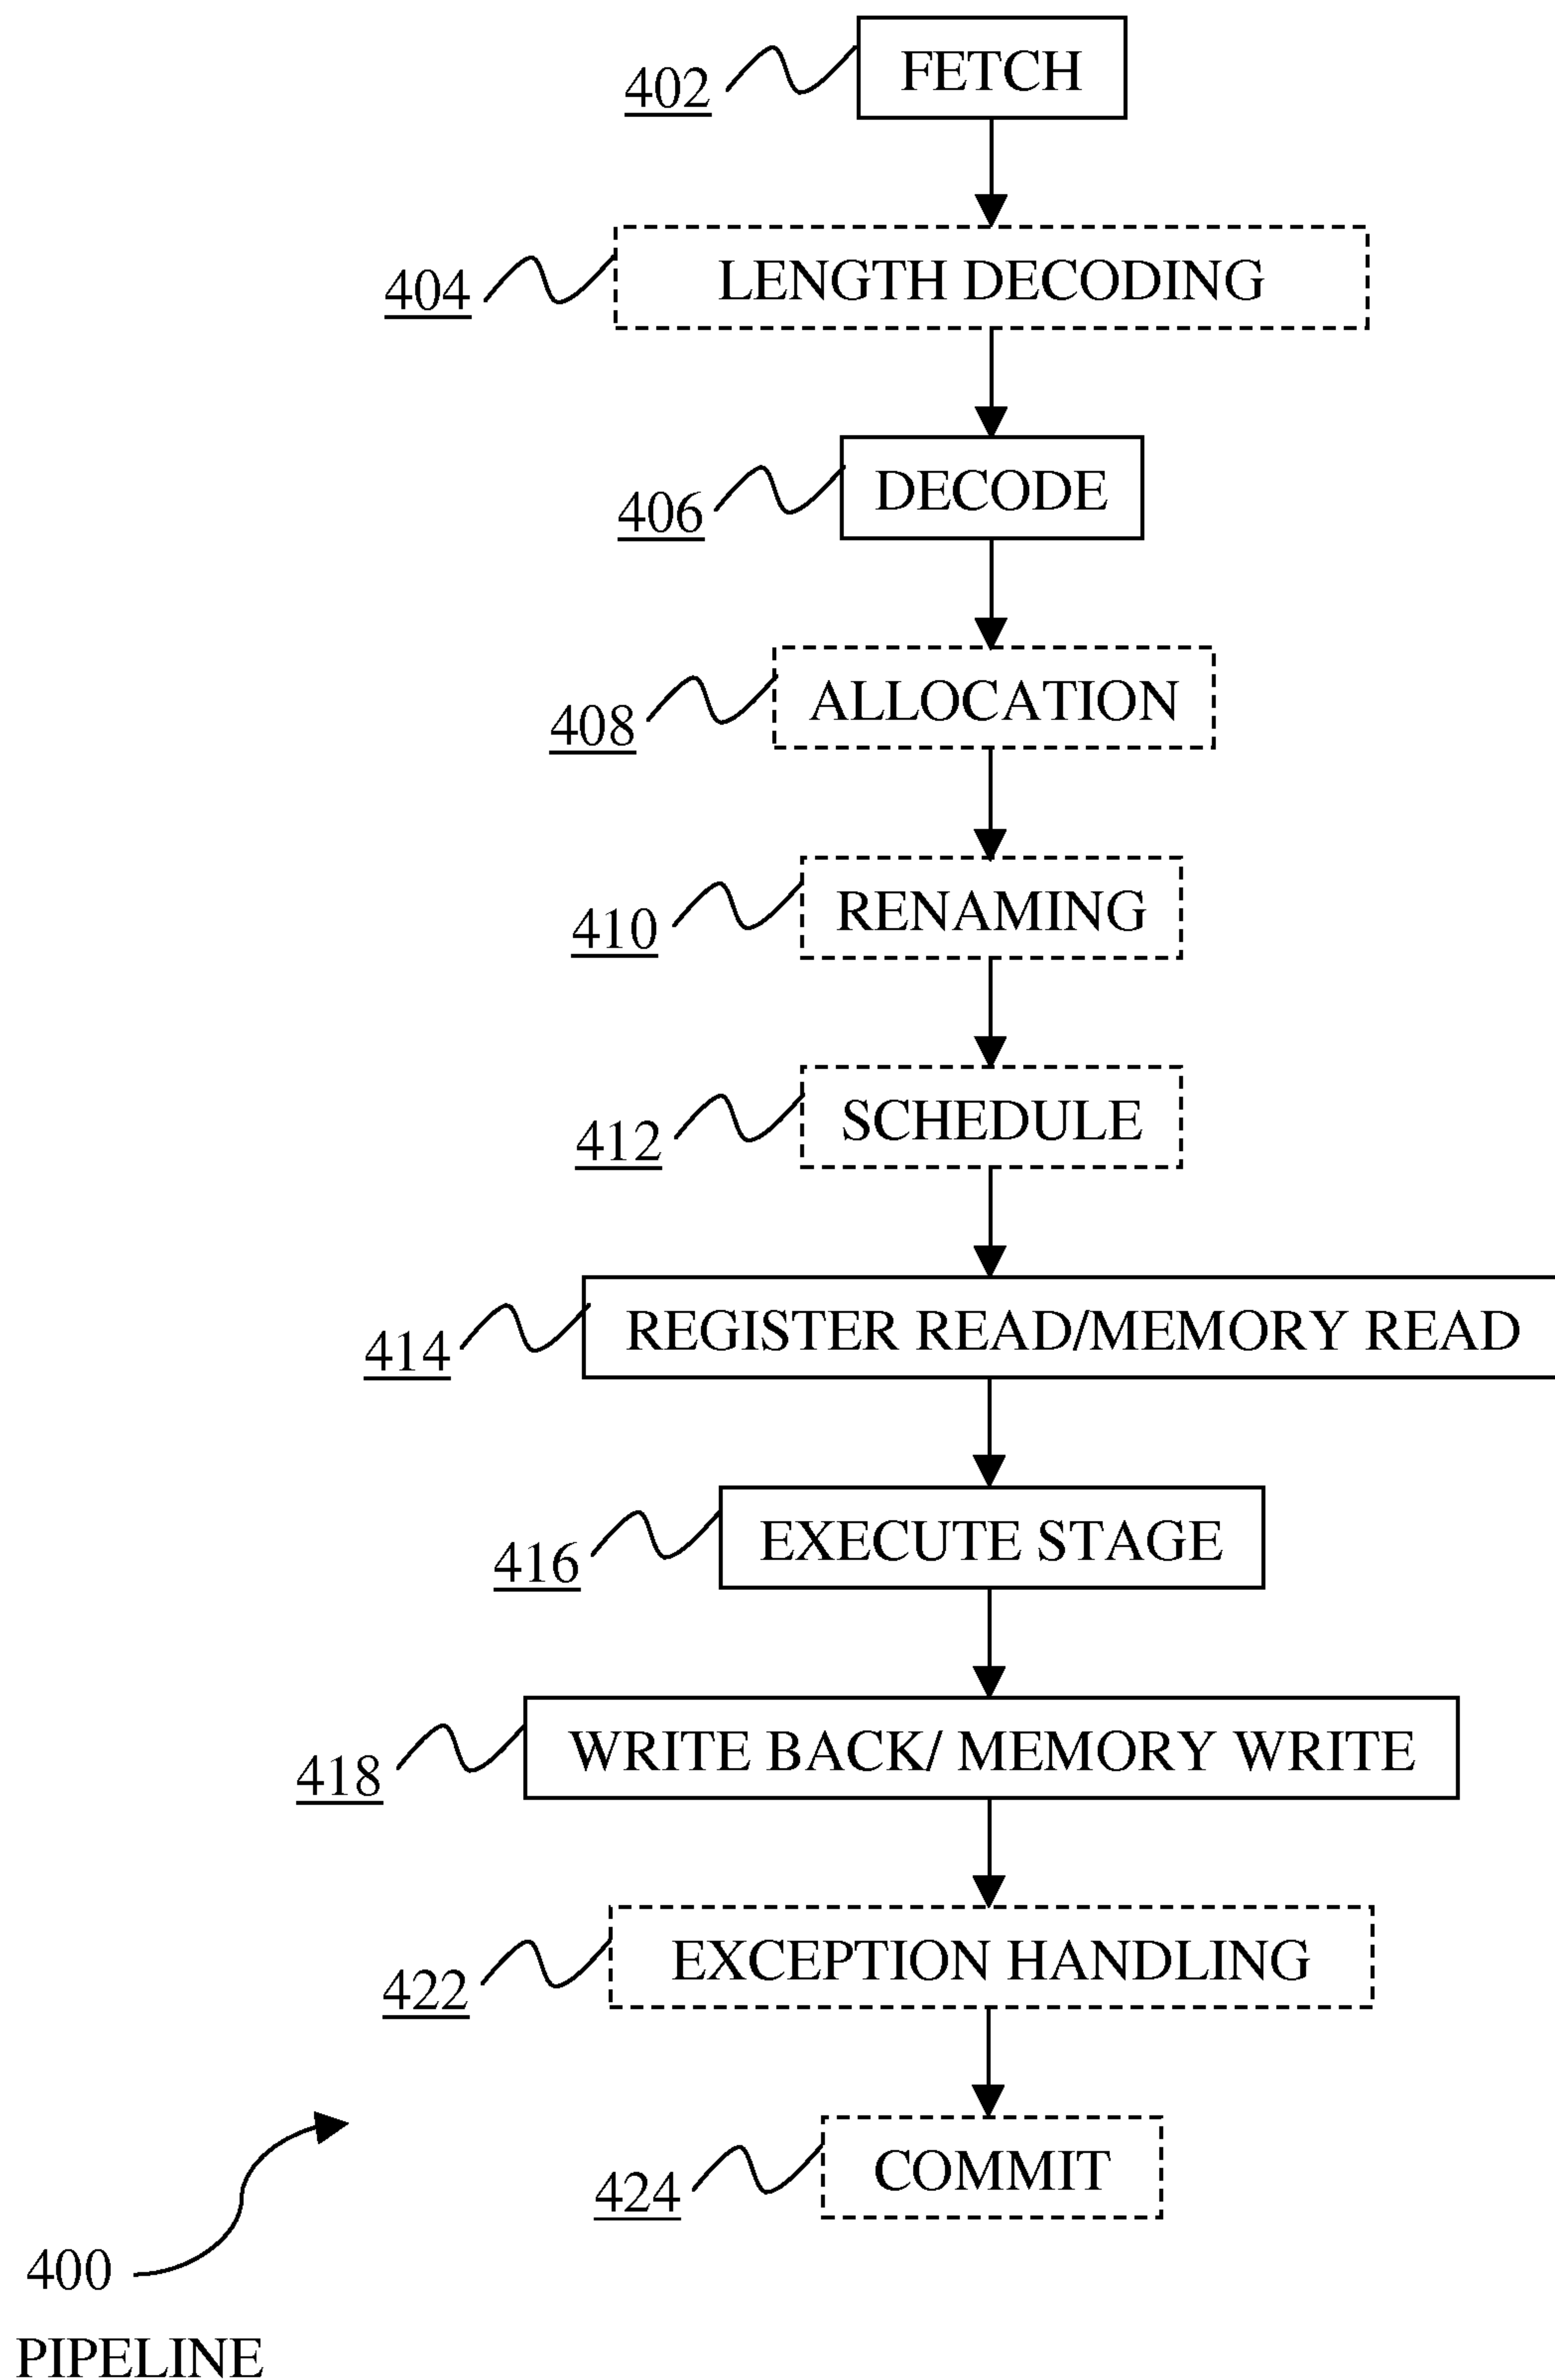 FETCH
402
LENGTH DECODING
404
DECODE
406
ALLOCATION
408
RENAMING
410
SCHEDULE
412
REGISTER READ/MEMORY READ
414
EXECUTE STAGE
416
WRITE BACK/ MEMORY WRITE
418
EXCEPTION HANDLING
422
COMMIT
424
400
PIPELINE